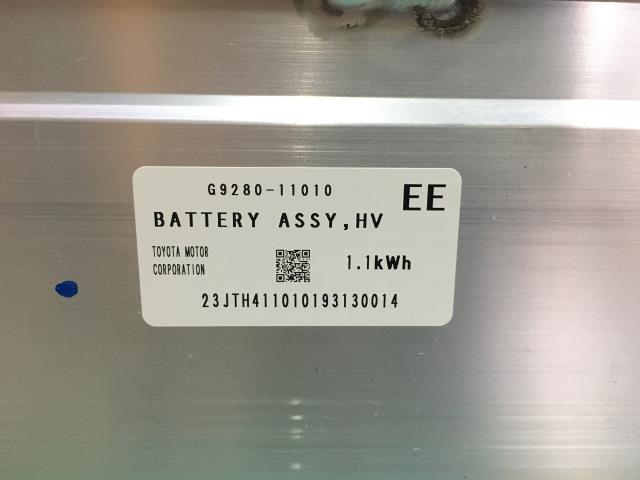 G9280-11010
EE
BATTERY ASSY,HV
TOYOTA MOTOR
CORPORATION
1.1kWh
23JTH411010193130014